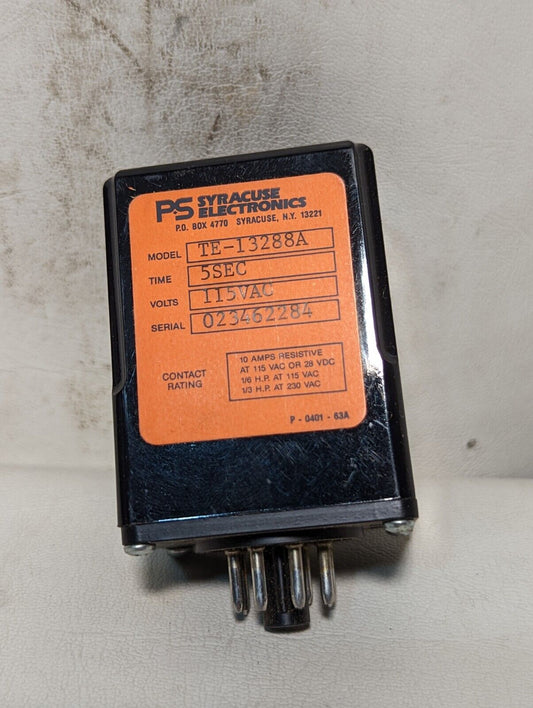 PS SYRACUSE
ELECTRONICS
P.O. BOX 4770 SYRACUSE, N.Y. 13221
MODEL TE-13288A
TIME 5SEC
VOLTS 115VAC
SERIAL 023462284
CONTACT
RATING
10 AMPS RESISTIVE
AT 115 VAC OR 28 VDC
1/6 H.P. AT 115 VAC
1/3 H.P. AT 230 VAC
P - 0401 - 63A